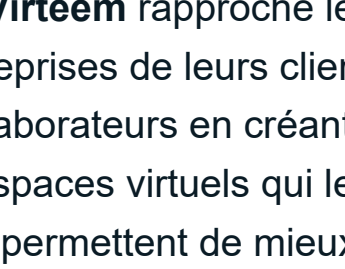 Virteem rapproche le
eprises de leurs clien
aborateurs en créant
spaces virtuels qui le
permettent de mieux